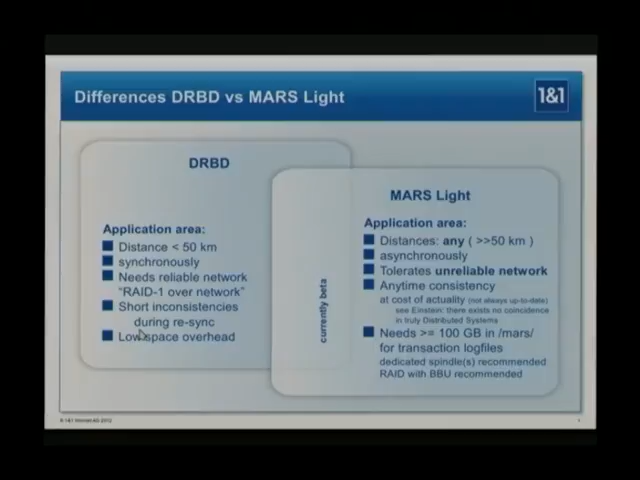 Differences DRBD vs MARS Light
1&1
DRBD
Application area:
Distance < 50 km
synchronously
Needs reliable network
"RAID-1 over network"
Short inconsistencies
during re-sync
Low space overhead
currently beta
MARS Light
Application area:
Distances: any ( >>50 km )
asynchronously
Tolerates unreliable network
Anytime consistency
at cost of actuality (not always up-to-date)
see Einstein: there exists no coincidence
in truly Distributed Systems
Needs >= 100 GB in /mars/
for transaction logfiles
dedicated spindle(s) recommended
RAID with BBU recommended